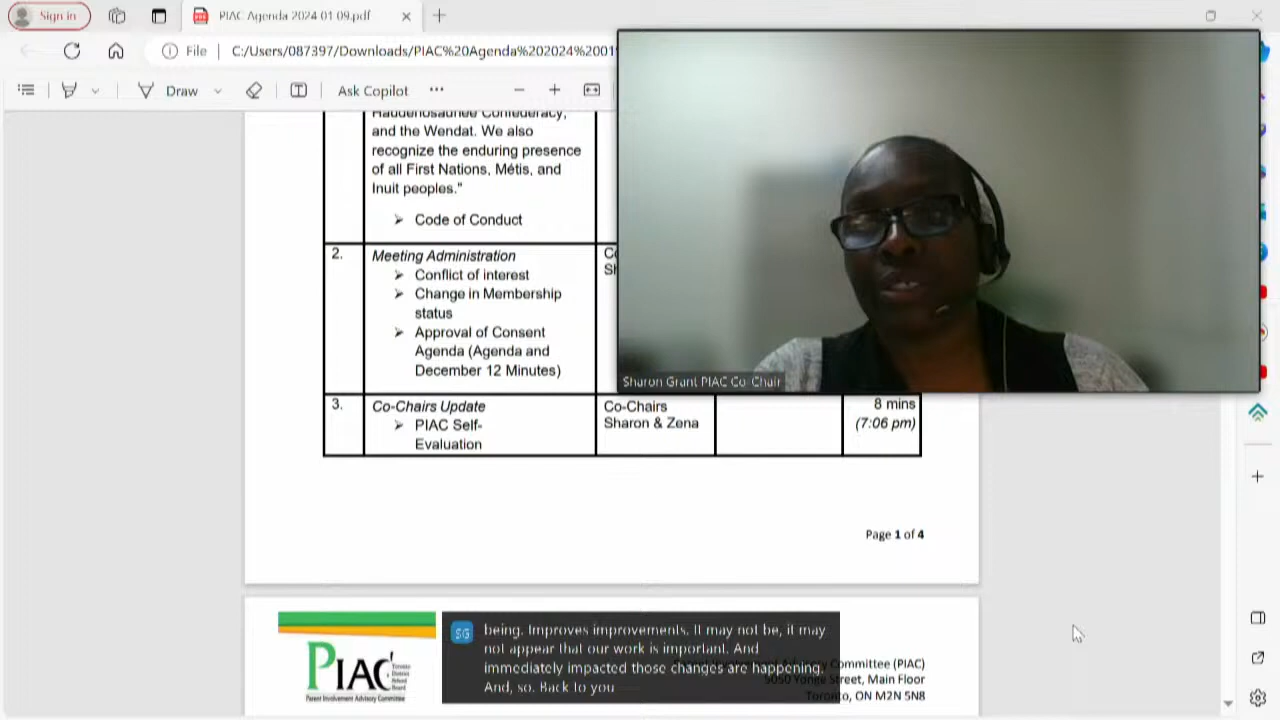 Sign in
PIAC Agenda 2024 01 09.pdf
File
C:/Users/087397/Downloads/PIAC%20Agenda%202024%2001
Draw
Ask Copilot
Haudenosaunee Confederacy,
and the Wendat. We also
recognize the enduring presence
of all First Nations, Métis, and
Inuit peoples."
Code of Conduct
2.
Meeting Administration
Conflict of interest
Change in Membership
status
Approval of Consent
Agenda (Agenda and
December 12 Minutes)
Sharon Grant PIAC Co-Chair
3.
Co-Chairs Update
PIAC Self-
Evaluation
Co-Chairs
Sharon & Zena
8 mins
(7:06 pm)
Page 1 of 4
PIAC
Toronto
District
School
Board
Parent Involvement Advisory Committee
SG
being. Improves improvements. It may not be, it may
not appear that our work is important. And
immediately impacted those changes are happening.
And, so. Back to you
Committee (PIAC)
5050 Yonge Street, Main Floor
Toronto, ON M2N 5N8